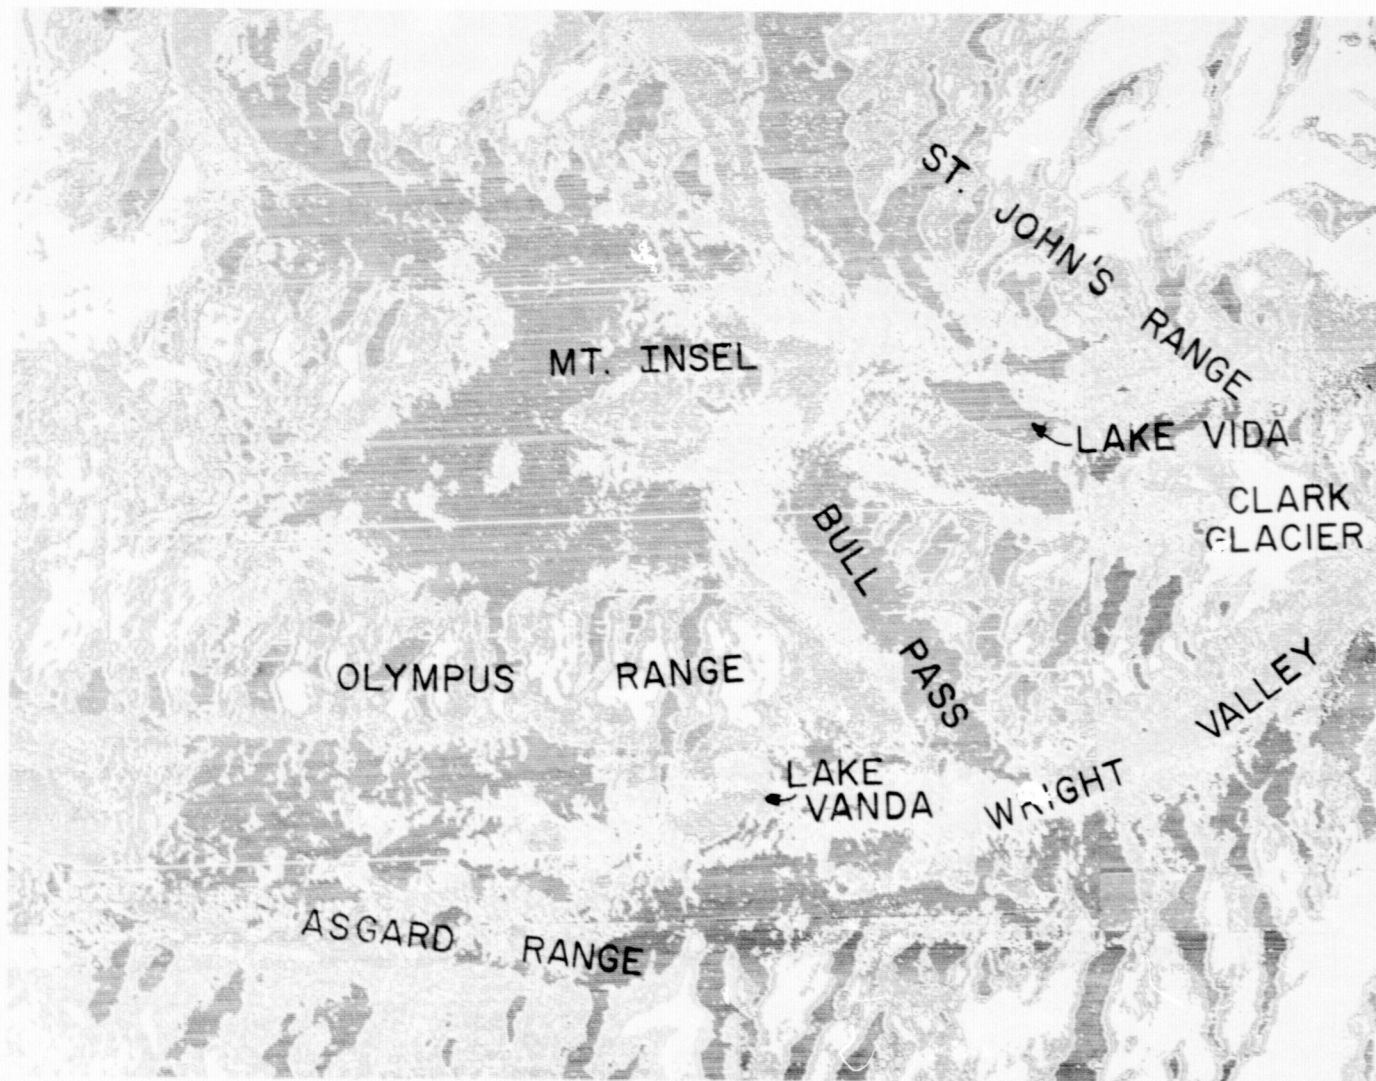 ST. JOHN'S RANGE
MT. INSEL
LAKE VIDA
CLARK
GLACIER
BULL PASS
OLYMPUS RANGE
WRIGHT VALLEY
LAKE
VANDA
ASGARD RANGE